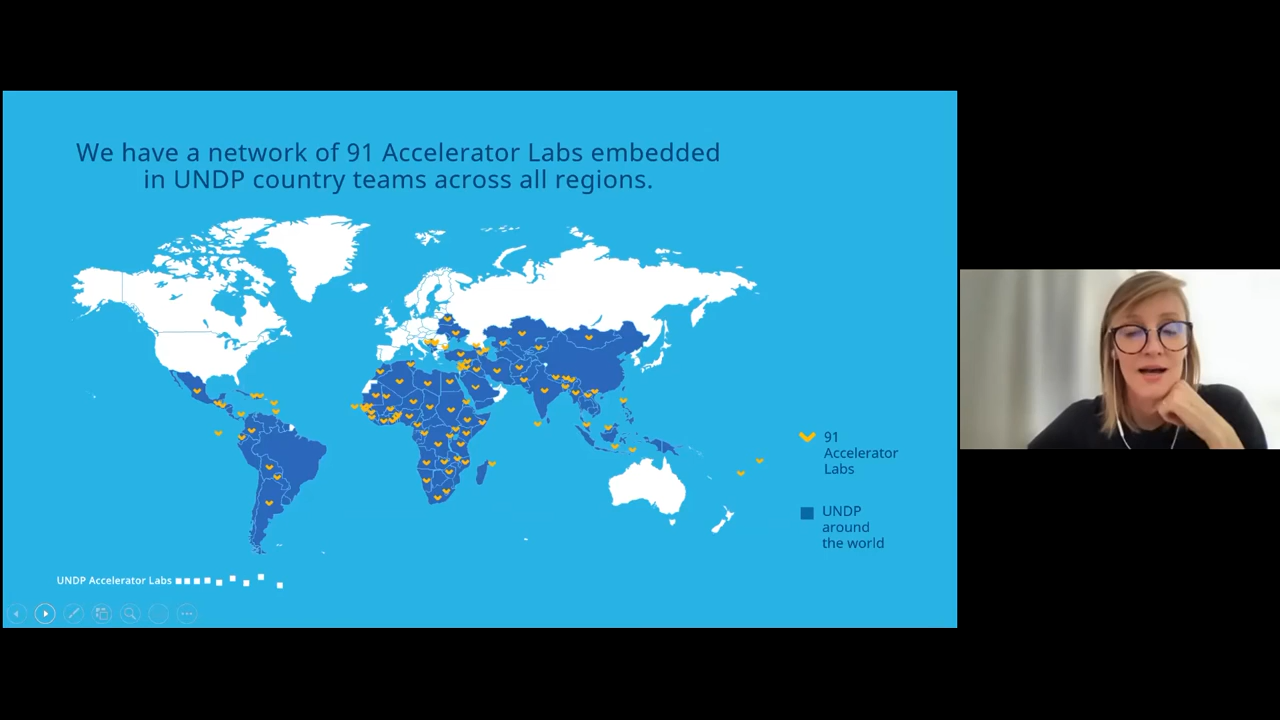 We have a network of 91 Accelerator Labs embedded
in UNDP country teams across all regions.
91
Accelerator
Labs
UNDP
around
the world
UNDP Accelerator Labs